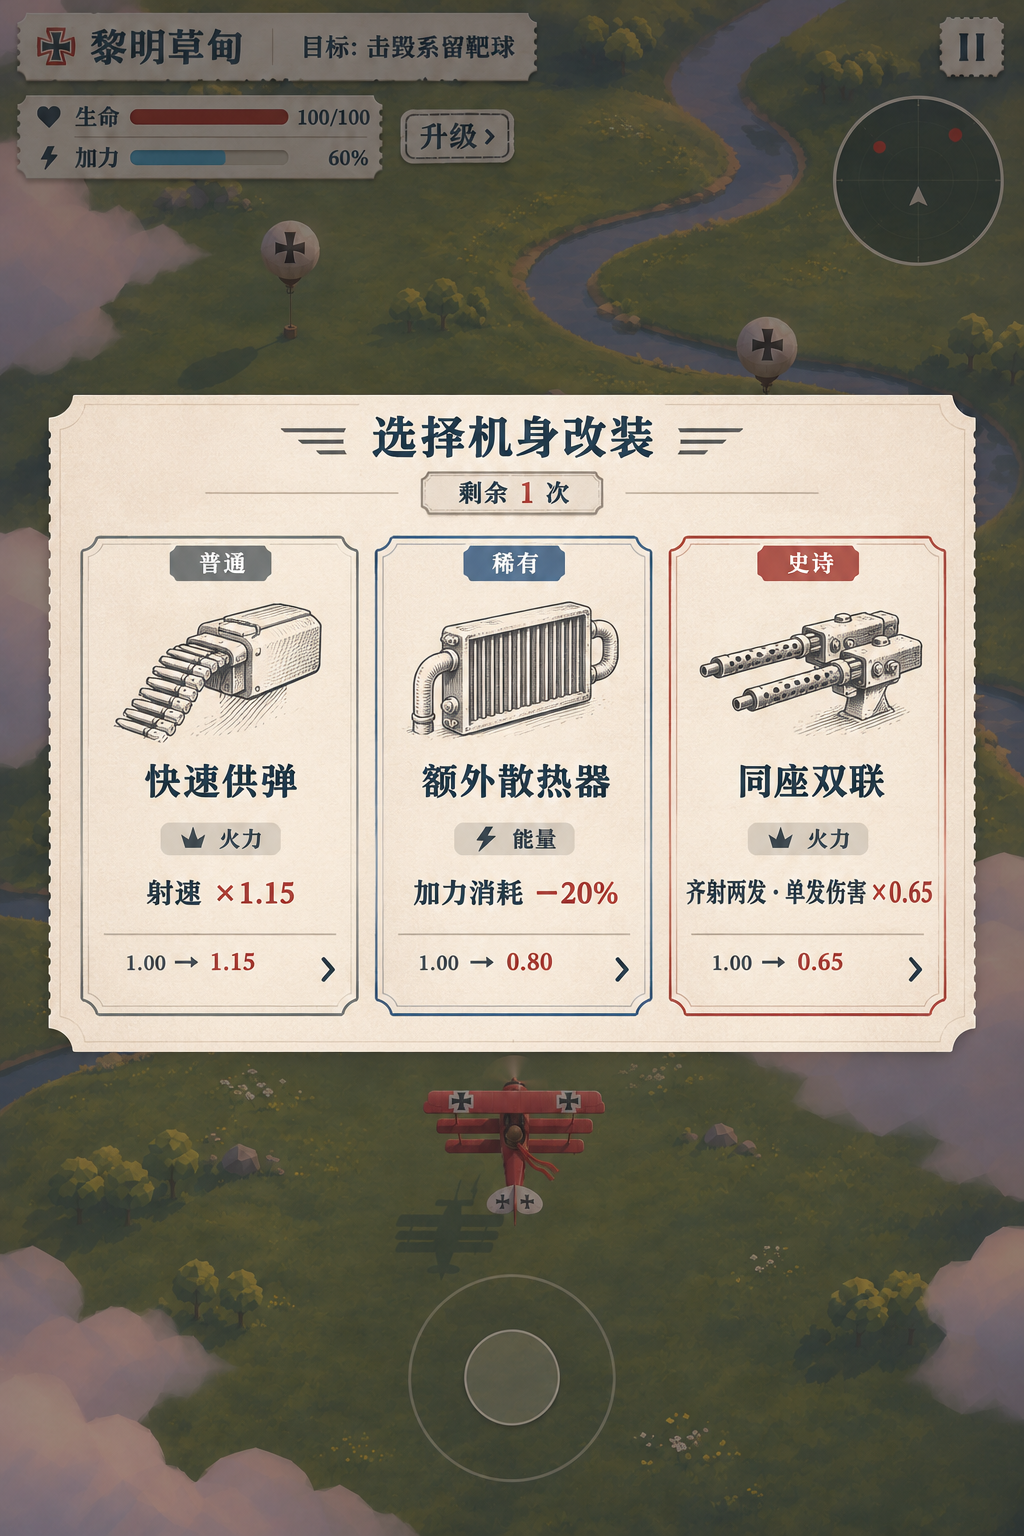 黎明草甸
目标: 击毁系留靶球
生命 100/100
加力 60%
升级 >
选择机身改装
剩余 1 次
普通
快速供弹
火力
射速 ×1.15
1.00 → 1.15
稀有
额外散热器
能量
加力消耗 −20%
1.00 → 0.80
史诗
同座双联
火力
齐射两发 · 单发伤害 ×0.65
1.00 → 0.65